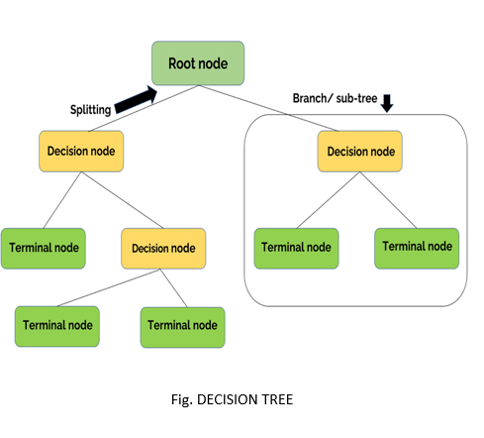 Root node
Splitting
Branch/ sub-tree
Decision node
Decision node
Terminal node
Decision node
Terminal node
Terminal node
Terminal node
Terminal node
Fig. DECISION TREE